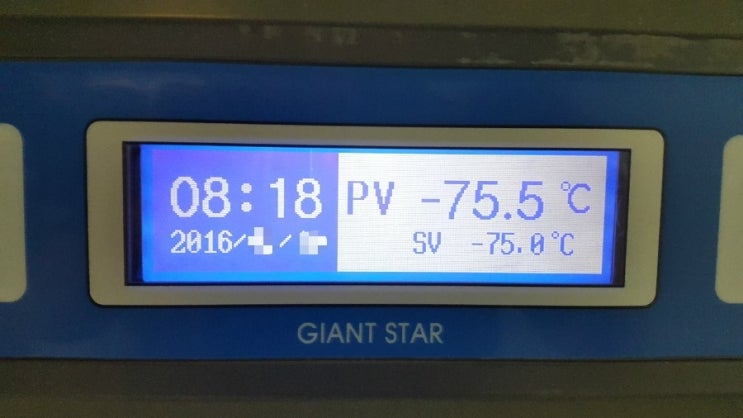 08:18
2016/
PV -75.5 ℃
SV -75.0℃
GIANT STAR